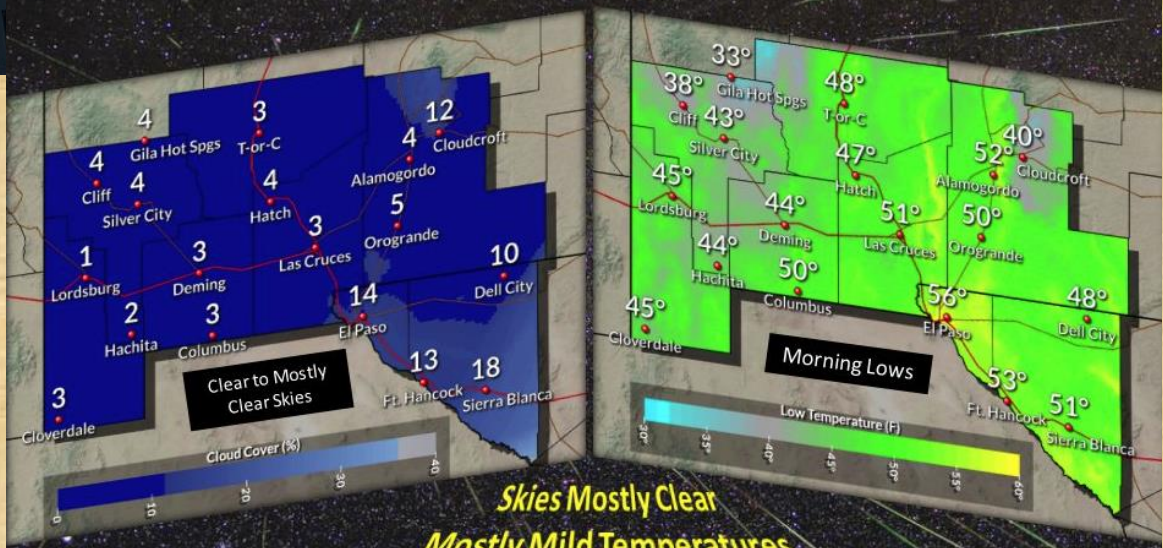 4
Gila Hot Spgs
3
T-or-C
12
Cloudcroft
4
Alamogordo
4
Cliff
4
Silver City
4
Hatch
5
Orogrande
3
Las Cruces
1
Lordsburg
3
Deming
10
Dell City
2
Hachita
3
Columbus
14
El Paso
13
Ft. Hancock
18
Sierra Blanca
3
Cloverdale
Clear to Mostly
Clear Skies
Cloud Cover (%)
0 10 20 30 40
33°
Gila Hot Spgs
38°
Cliff
43°
Silver City
48°
T-or-C
40°
Cloudcroft
52°
Alamogordo
47°
Hatch
45°
Lordsburg
44°
Deming
51°
Las Cruces
50°
Orogrande
44°
Hachita
50°
Columbus
56°
El Paso
48°
Dell City
45°
Cloverdale
53°
Ft. Hancock
51°
Sierra Blanca
Morning Lows
Low Temperature (F)
30° 35° 40° 45° 50° 55° 60°
Skies Mostly Clear
Mostly Mild Temperatures